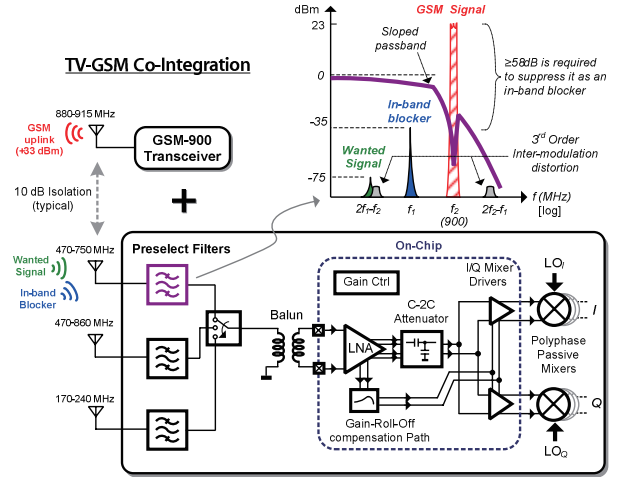 dBm
GSM Signal
23
0
-35
-75
Sloped
passband
≥58dB is required
to suppress it as an
in-band blocker
In-band
blocker
Wanted
Signal
3rd Order
Inter-modulation
distortion
2f1-f2
f1
f2
(900)
2f2-f1
f (MHz)
[log]
TV-GSM Co-Integration
880-915 MHz
GSM
uplink
(+33 dBm)
GSM-900
Transceiver
10 dB Isolation
(typical)
+
470-750 MHz
Wanted
Signal
In-band
Blocker
Preselect Filters
470-860 MHz
170-240 MHz
Balun
On-Chip
Gain Ctrl
LNA
C-2C
Attenuator
I/Q Mixer
Drivers
Gain-Roll-Off
compensation Path
LOI
I
Polyphase
Passive
Mixers
Q
LOQ